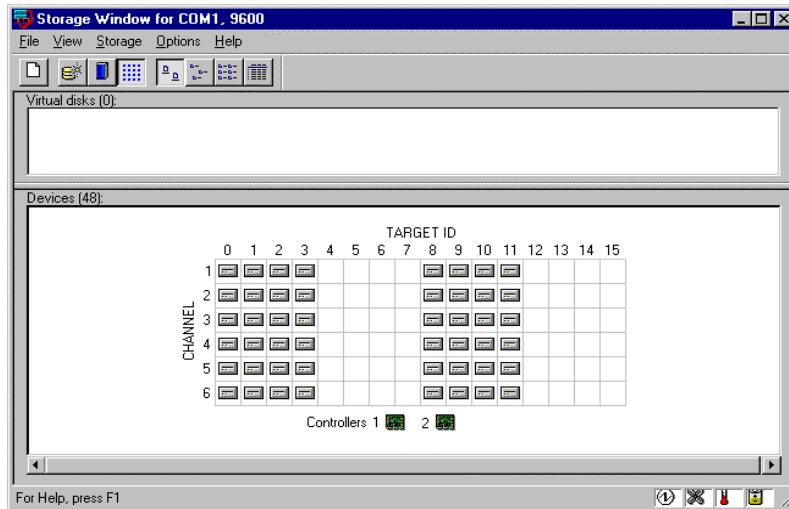 Storage Window for COM1, 9600
File View Storage Options Help
Virtual disks (0):
Devices (48):
TARGET ID
0 1 2 3 4 5 6 7 8 9 10 11 12 13 14 15
CHANNEL
1
2
3
4
5
6
Controllers 1 2
For Help, press F1